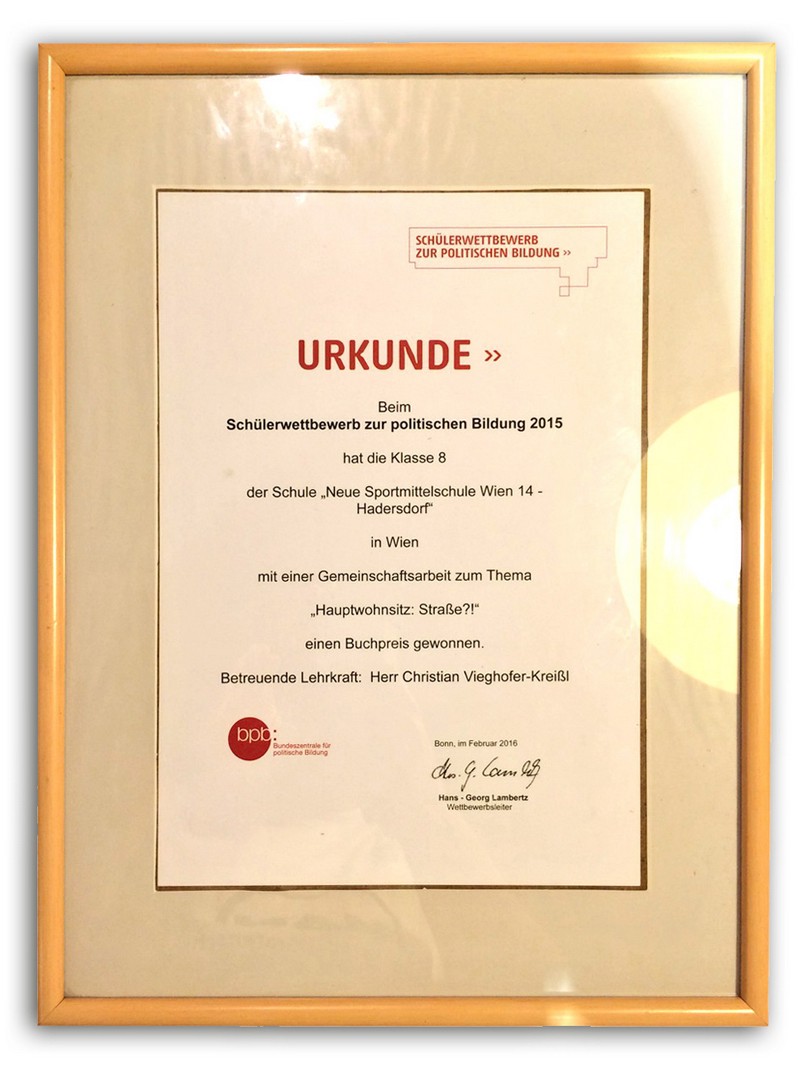 SCHÜLERWETTBEWERB
ZUR POLITISCHEN BILDUNG >>
URKUNDE >>
Beim
Schülerwettbewerb zur politischen Bildung 2015
hat die Klasse 8
der Schule „Neue Sportmittelschule Wien 14 -
Hadersdorf“
in Wien
mit einer Gemeinschaftsarbeit zum Thema
„Hauptwohnsitz: Straße?!“
einen Buchpreis gewonnen.
Betreuende Lehrkraft: Herr Christian Vieghofer-Kreißl
bpb:
Bundeszentrale für
politische Bildung
Bonn, im Februar 2016
Hans - Georg Lambertz
Wettbewerbsleiter